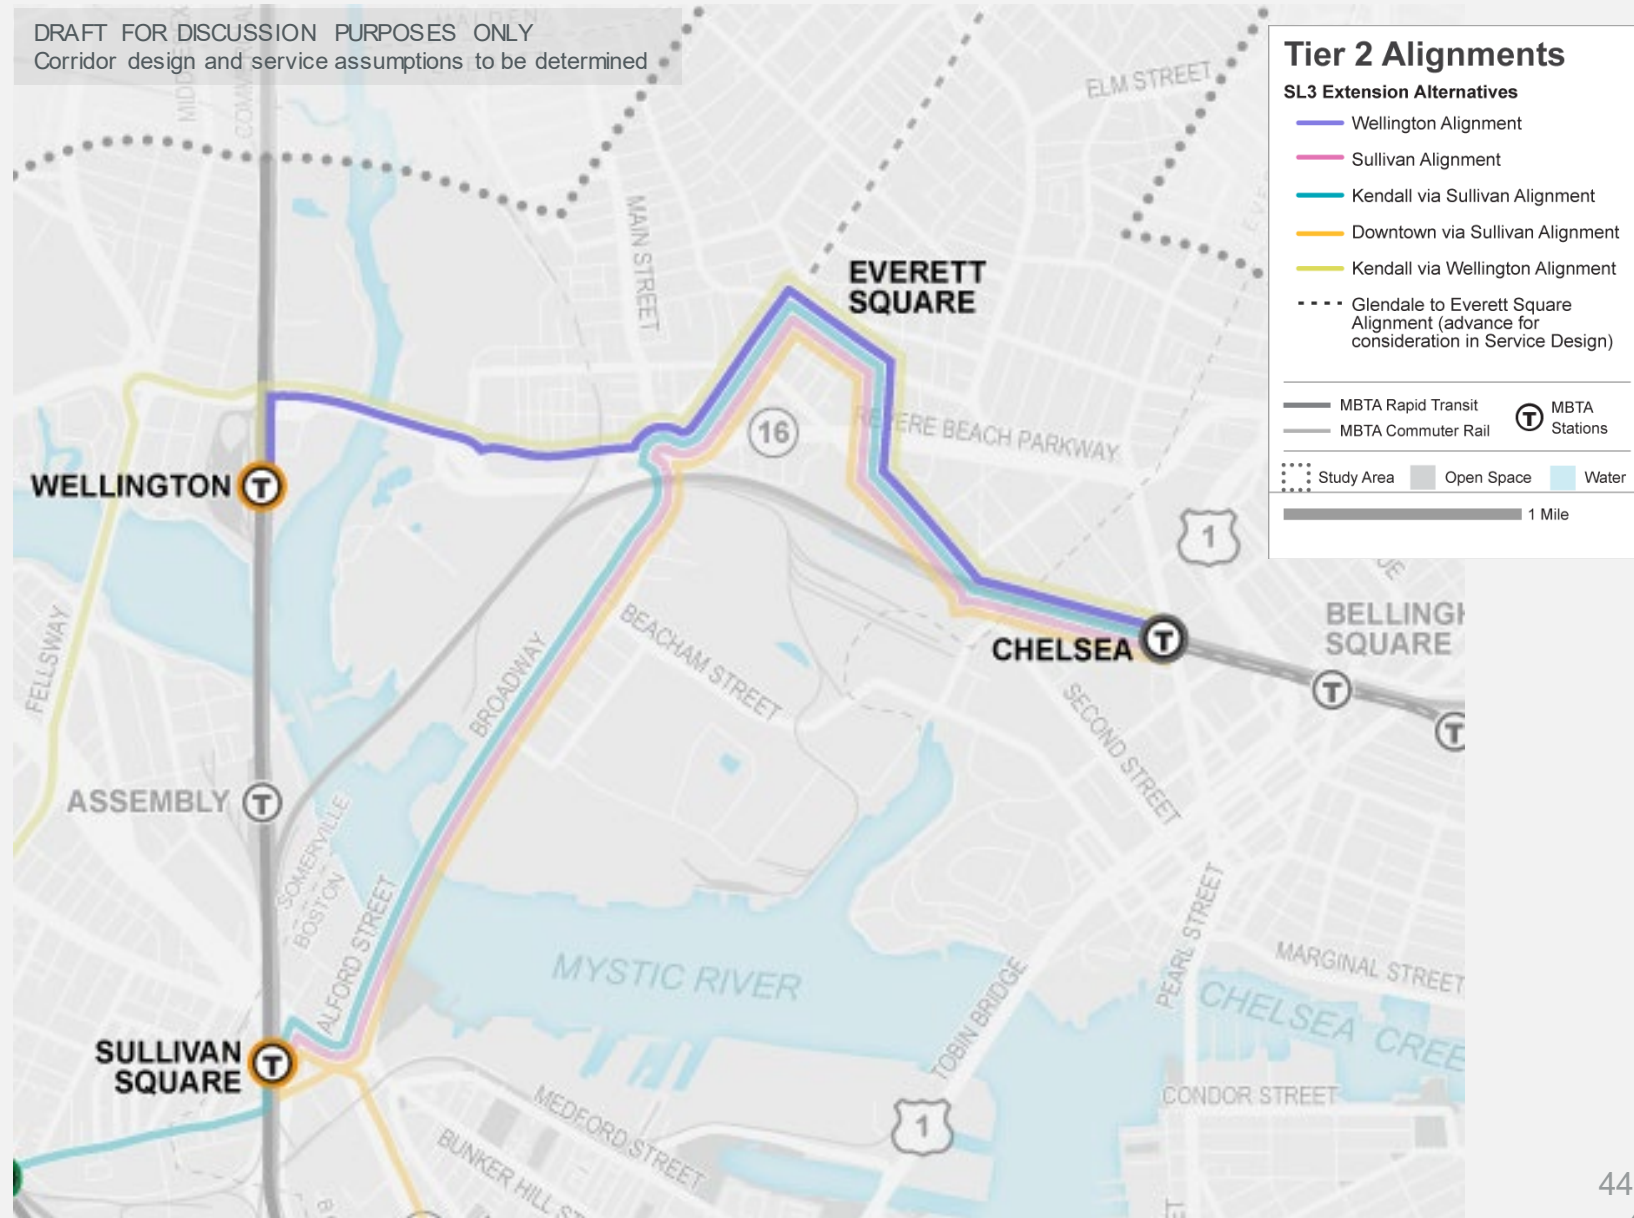 DRAFT FOR DISCUSSION PURPOSES ONLY
Corridor design and service assumptions to be determined
Tier 2 Alignments
SL3 Extension Alternatives
Wellington Alignment
Sullivan Alignment
Kendall via Sullivan Alignment
Downtown via Sullivan Alignment
Kendall via Wellington Alignment
Glendale to Everett Square
Alignment (advance for
consideration in Service Design)
MBTA Rapid Transit
MBTA Commuter Rail
T
MBTA
Stations
Study Area
Open Space
Water
1 Mile
MALDEN
ELM STREET
MAIN STREET
EVERETT
SQUARE
16
REVERE BEACH PARKWAY
1
WELLINGTON
T
FELLSWAY
BROADWAY
BEACHAM STREET
CHELSEA
T
BELLINGH
SQUARE
T
T
SECOND STREET
ASSEMBLY
T
SOMERVILLE
BOSTON
ALFORD STREET
MYSTIC RIVER
TOBIN BRIDGE
PEARL STREET
MARGINAL STREET
CHELSEA CREE
SULLIVAN
SQUARE
T
MEDFORD STREET
BUNKER HILL ST
1
CONDOR STREET
44